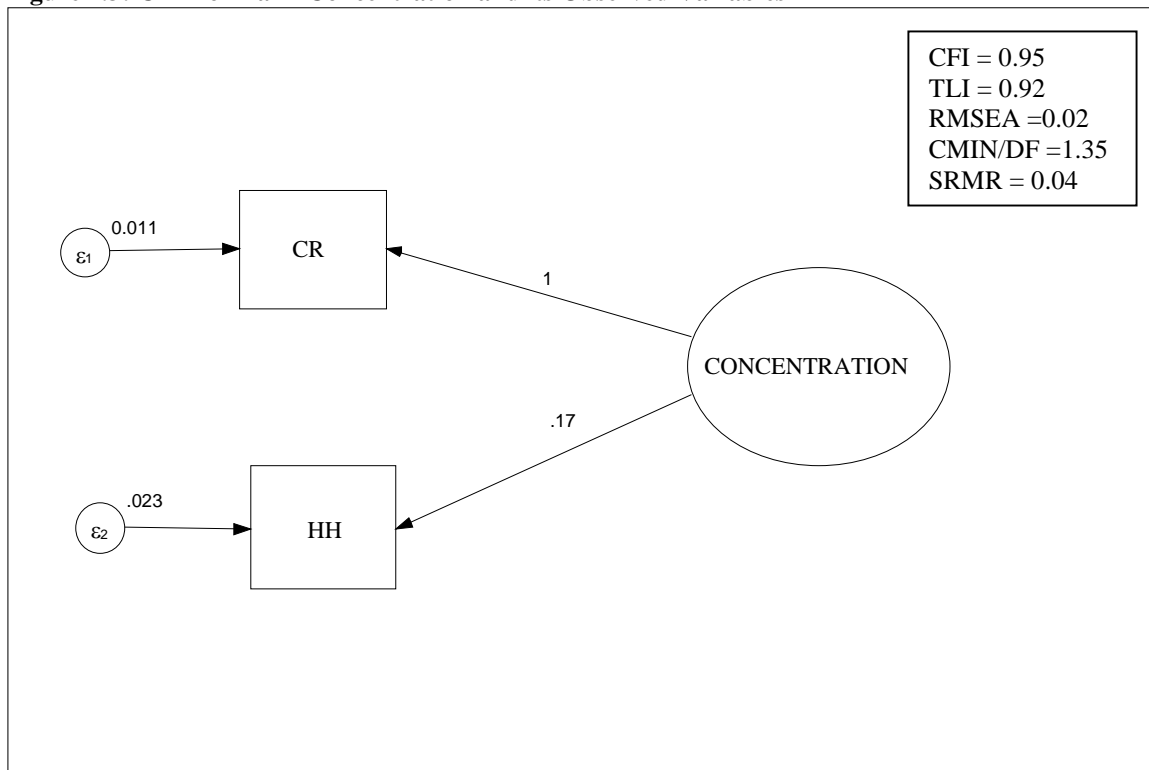 CFI = 0.95
TLI = 0.92
RMSEA =0.02
CMIN/DF =1.35
SRMR = 0.04
0.011
ε1
CR
1
CONCENTRATION
.17
.023
ε2
HH